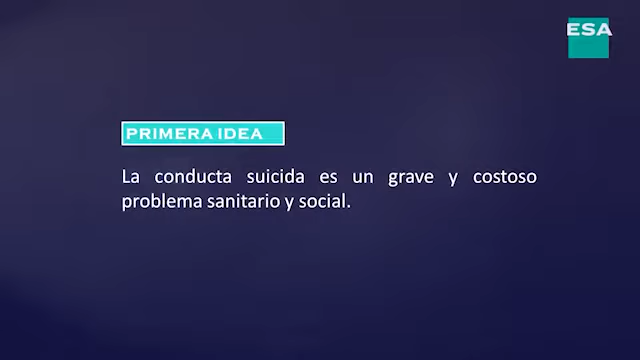 ESA
PRIMERA IDEA
La conducta suicida es un grave y costoso
problema sanitario y social.